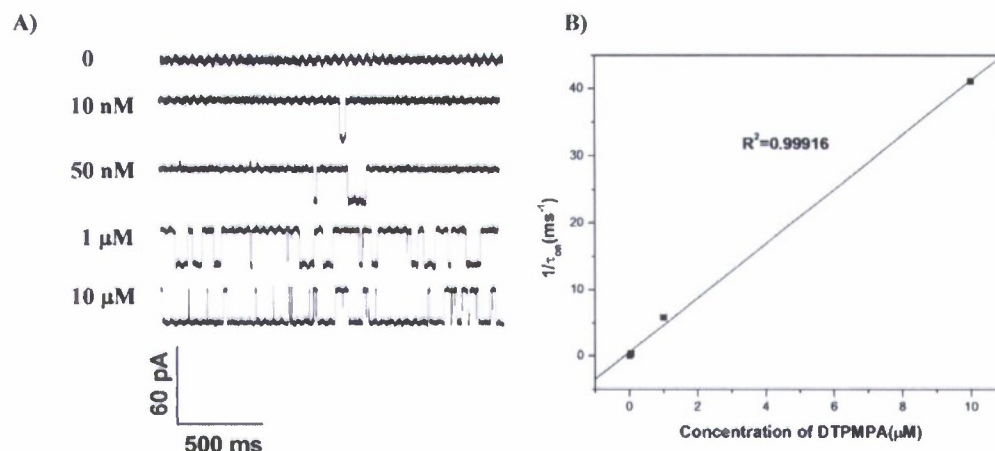 A)
0
10 nM
50 nM
1 μM
10 μM
60 pA
500 ms
B)
40
30
20
10
0
1/τon(ms-1)
R2=0.99916
0 2 4 6 8 10
Concentration of DTPMPA(μM)